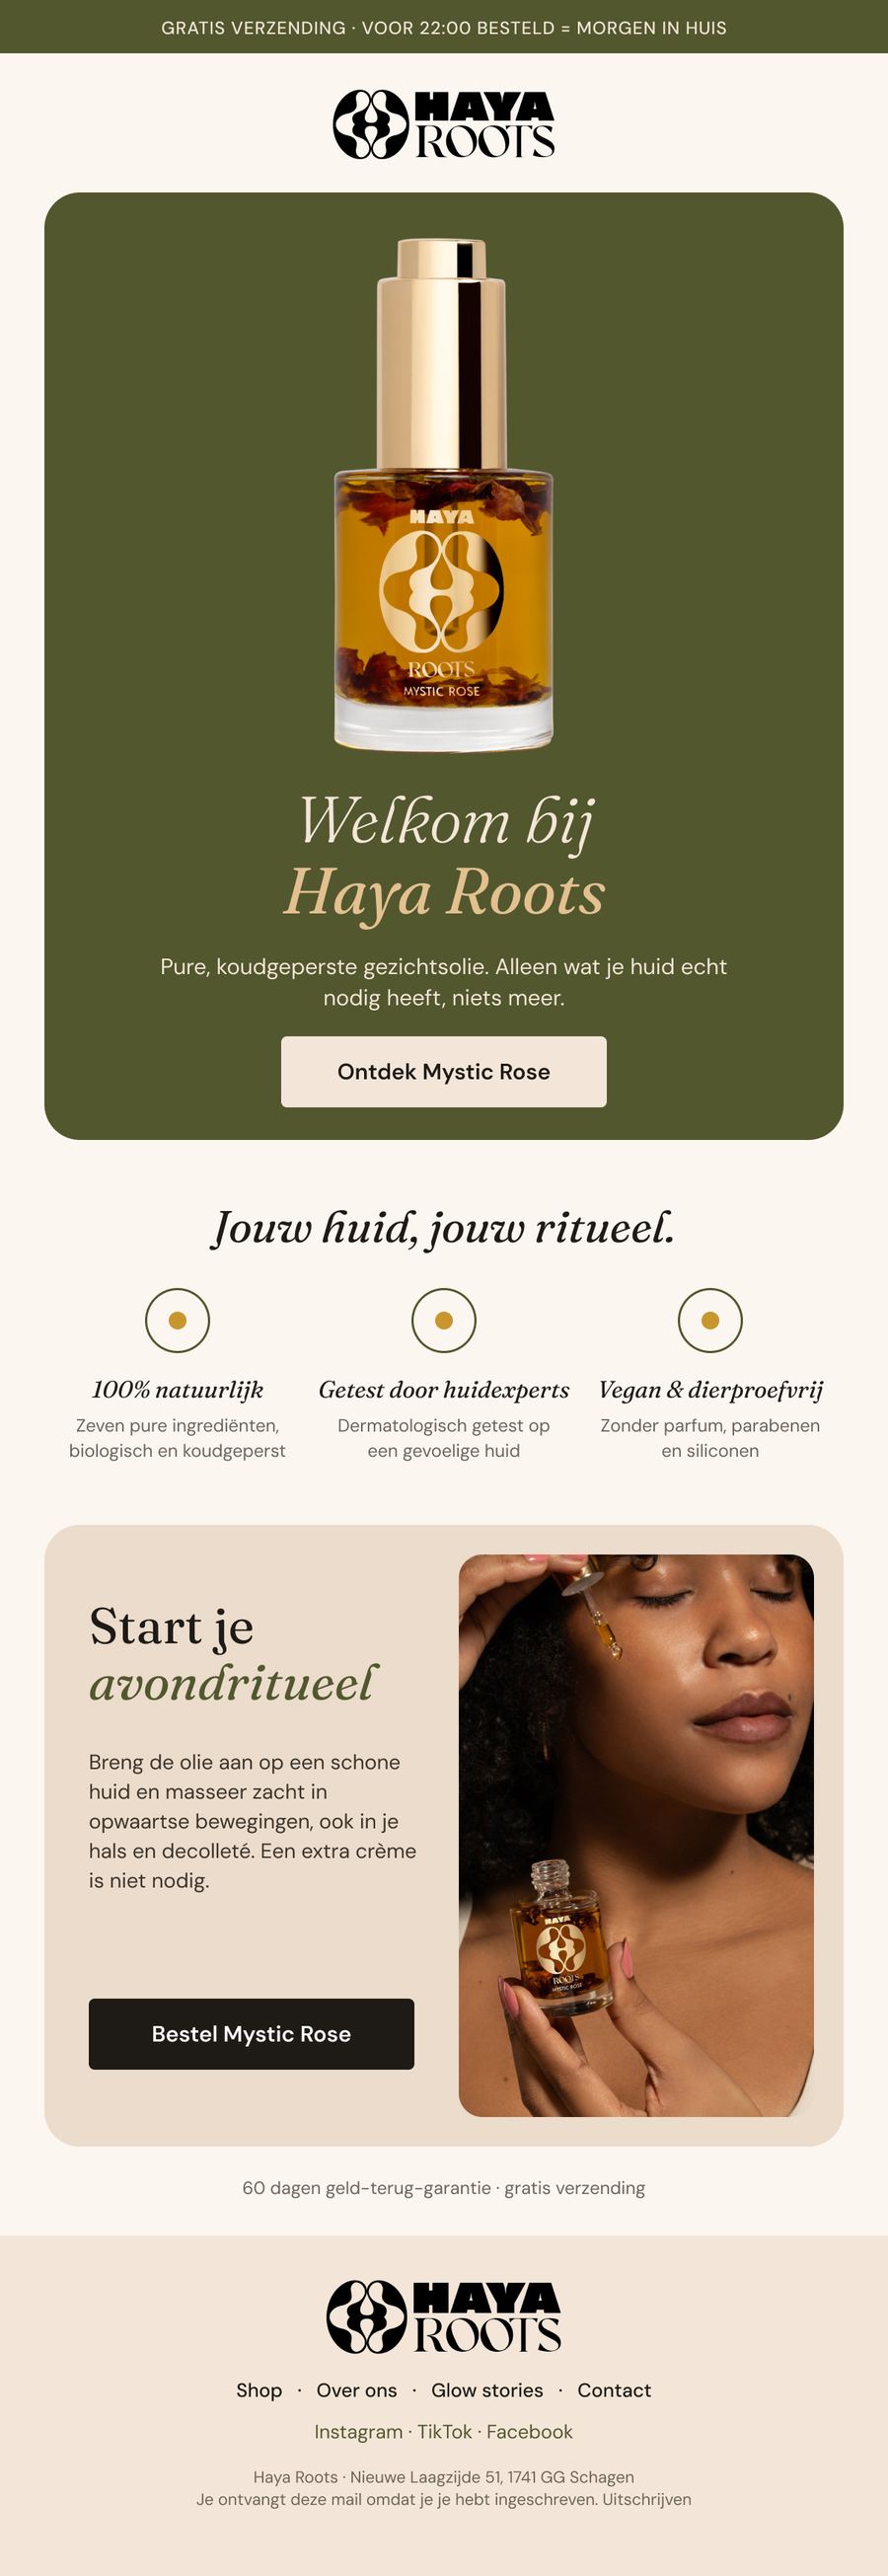 GRATIS VERZENDING · VOOR 22:00 BESTELD = MORGEN IN HUIS
HAYA
ROOTS
HAYA
ROOTS
MYSTIC ROSE
Welkom bij
Haya Roots
Pure, koudgeperste gezichtsolie. Alleen wat je huid echt
nodig heeft, niets meer.
Ontdek Mystic Rose
Jouw huid, jouw ritueel.
100% natuurlijk
Zeven pure ingrediënten,
biologisch en koudgeperst
Getest door huidexperts
Dermatologisch getest op
een gevoelige huid
Vegan & dierproefvrij
Zonder parfum, parabenen
en siliconen
Start je
avondritueel
Breng de olie aan op een schone
huid en masseer zacht in
opwaartse bewegingen, ook in je
hals en decolleté. Een extra crème
is niet nodig.
Bestel Mystic Rose
HAYA
ROOTS
MYSTIC ROSE
60 dagen geld-terug-garantie · gratis verzending
HAYA
ROOTS
Shop · Over ons · Glow stories · Contact
Instagram · TikTok · Facebook
Haya Roots · Nieuwe Laagzijde 51, 1741 GG Schagen
Je ontvangt deze mail omdat je je hebt ingeschreven. Uitschrijven